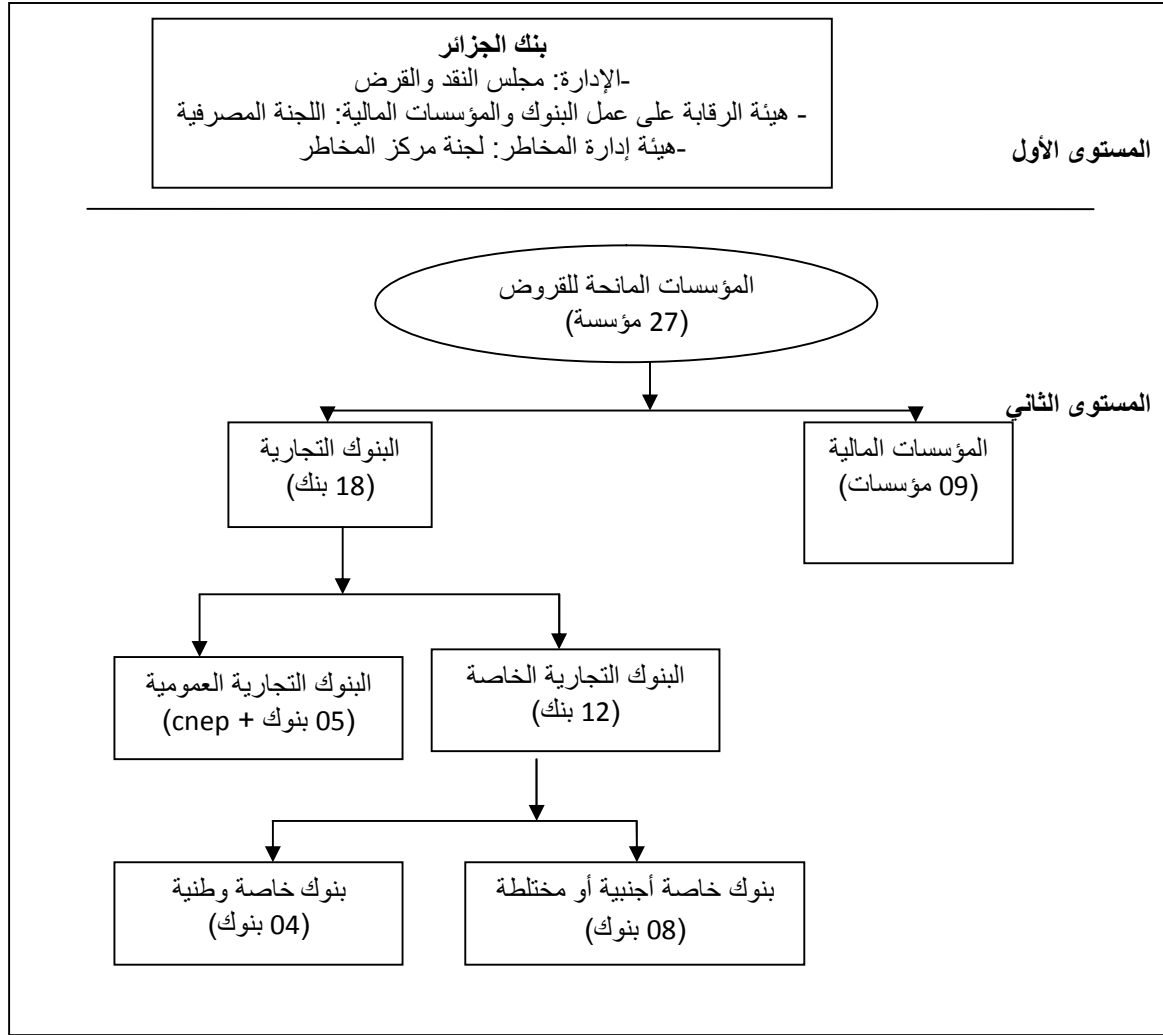 بنك الجزائر
-الإدارة: مجلس النقد والقرض
- هيئة الرقابة على عمل البنوك والمؤسسات المالية: اللجنة المصرفية
-هيئة إدارة المخاطر: لجنة مركز المخاطر
المستوى الأول
المؤسسات المانحة للقروض
(27 مؤسسة)
المستوى الثاني
المؤسسات المالية
(09 مؤسسات)
البنوك التجارية
(18 بنك)
البنوك التجارية الخاصة
(12 بنك)
البنوك التجارية العمومية
(05 بنوك + cnep)
بنوك خاصة أجنبية أو مختلطة
(08 بنوك)
بنوك خاصة وطنية
(04 بنوك)